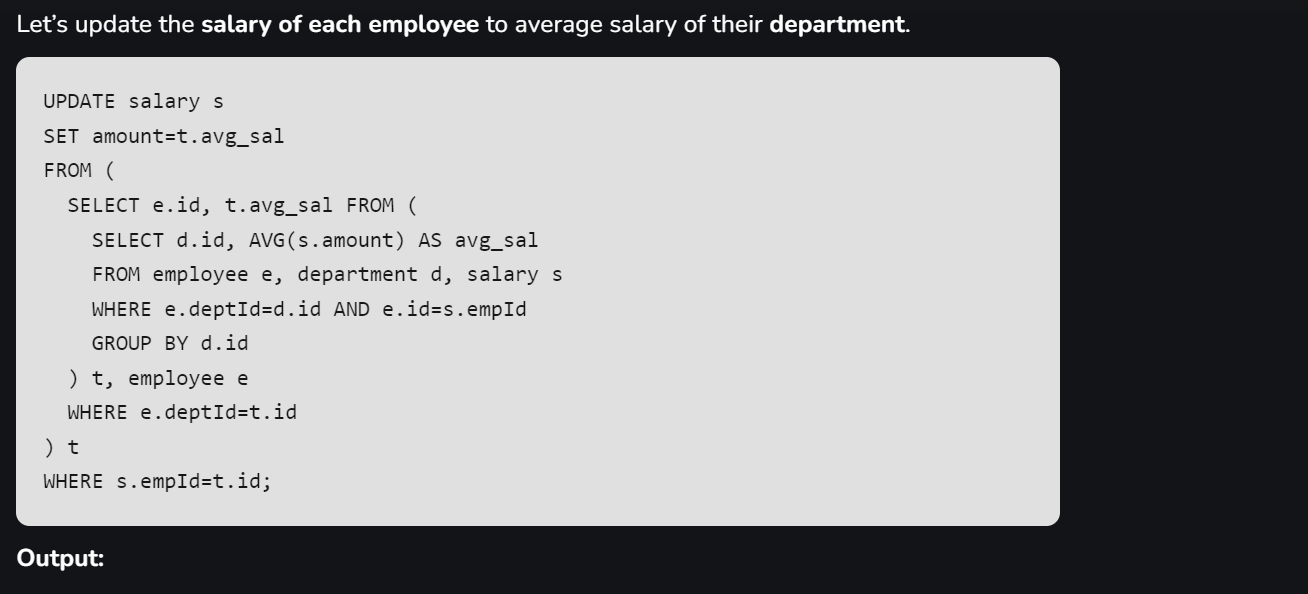 Let’s update the salary of each employee to average salary of their department.
UPDATE salary s
SET amount=t.avg_sal
FROM (
  SELECT e.id, t.avg_sal FROM (
    SELECT d.id, AVG(s.amount) AS avg_sal
    FROM employee e, department d, salary s
    WHERE e.deptId=d.id AND e.id=s.empId
    GROUP BY d.id
  ) t, employee e
  WHERE e.deptId=t.id
) t
WHERE s.empId=t.id;
Output: